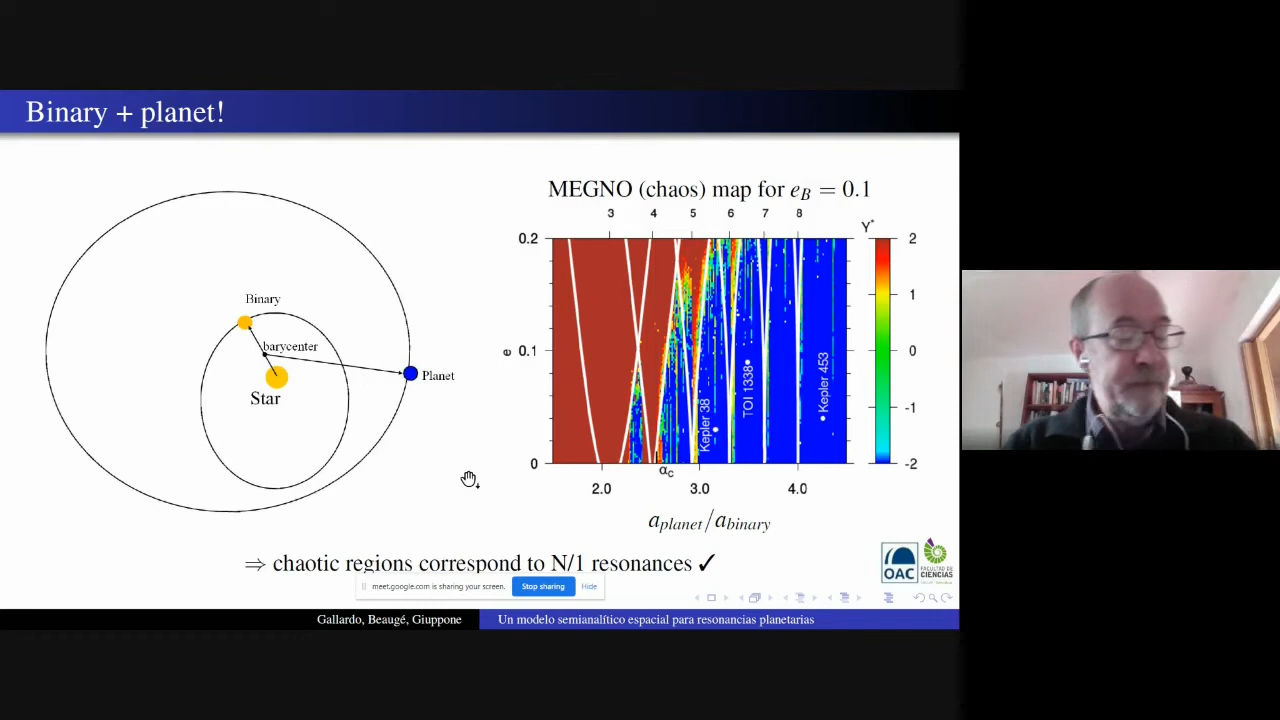 Binary + planet!
Binary
barycenter
Star
Planet
MEGNO (chaos) map for e_B = 0.1
3 4 5 6 7 8
Y*
0.2
0.1
0
e
Kepler 38
TOI 1338
Kepler 453
α_c
2.0 3.0 4.0
2
1
0
-1
-2
a_planet/a_binary
⇒ chaotic regions correspond to N/1 resonances ✓
meet.google.com is sharing your screen. Stop sharing Hide
OAC
FACULTAD DE
CIENCIAS
Gallardo, Beaugé, Giuppone
Un modelo semianalítico espacial para resonancias planetarias